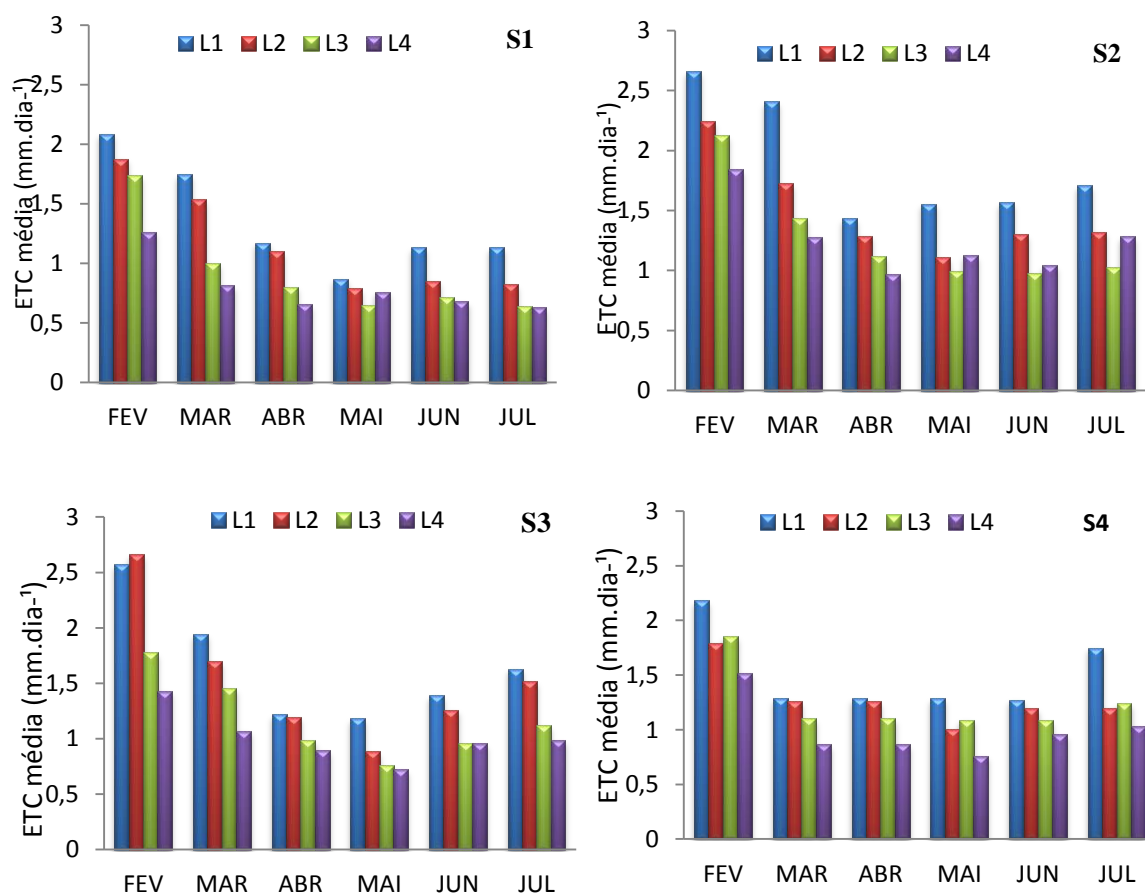 S1
L1 L2 L3 L4
ETC média (mm.dia-¹)
3
2,5
2
1,5
1
0,5
0
FEV MAR ABR MAI JUN JUL
S2
L1 L2 L3 L4
ETC média (mm.dia-¹)
3
2,5
2
1,5
1
0,5
0
FEV MAR ABR MAI JUN JUL
S3
L1 L2 L3 L4
ETC média (mm.dia-¹)
3
2,5
2
1,5
1
0,5
0
FEV MAR ABR MAI JUN JUL
S4
L1 L2 L3 L4
ETC média (mm.dia-¹)
3
2,5
2
1,5
1
0,5
0
FEV MAR ABR MAI JUN JUL